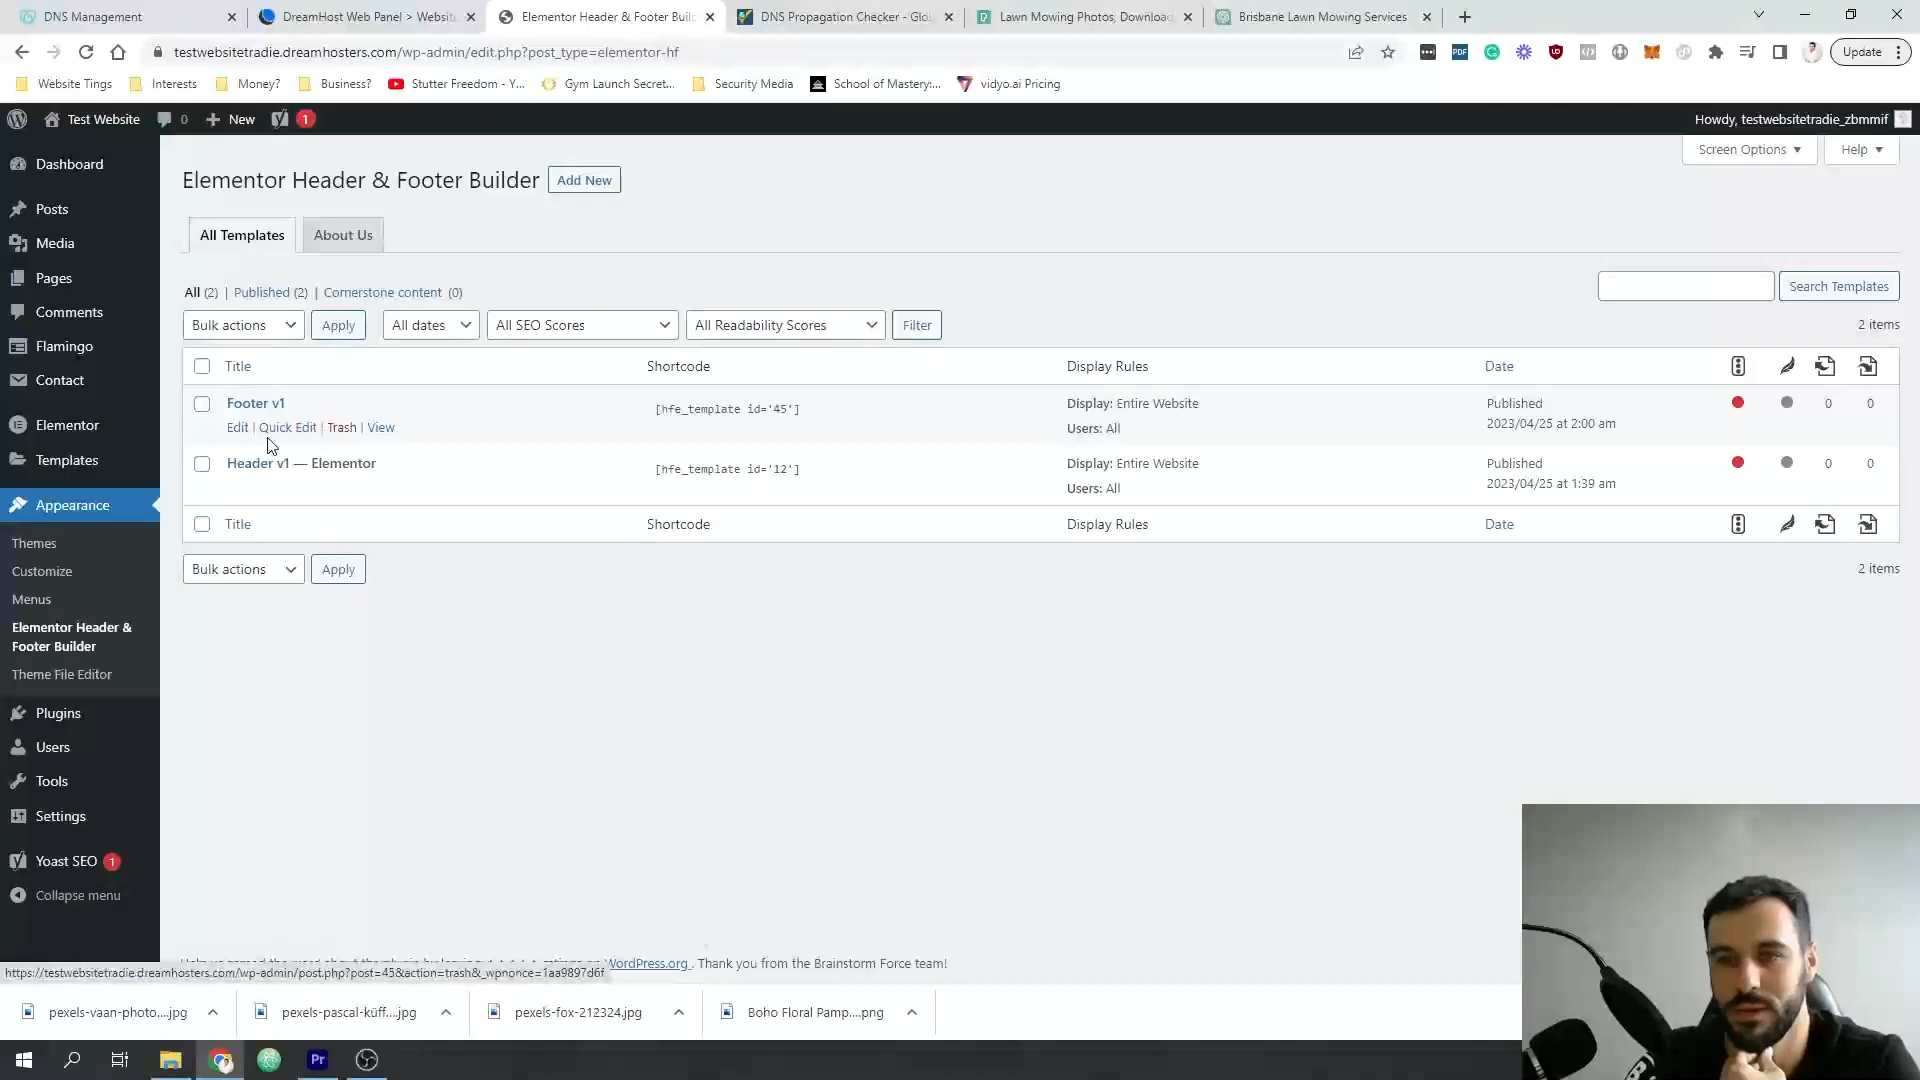 DNS Management
DreamHost Web Panel > Websit
Elementor Header & Footer Buil
DNS Propagation Checker - Glo
Lawn Mowing Photos, Download
Brisbane Lawn Mowing Services
testwebsitetradie.dreamhosters.com/wp-admin/edit.php?post_type=elementor-hf
PDF
Update
Website Tings
Interests
Money?
Business?
Stutter Freedom - Y...
Gym Launch Secret...
Security Media
School of Mastery:...
vidyo.ai Pricing
Test Website
0
New
1
Howdy, testwebsitetradie_zbmmif
Screen Options
Help
Dashboard
Posts
Media
Pages
Comments
Flamingo
Contact
Elementor
Templates
Appearance
Themes
Customize
Menus
Elementor Header &
Footer Builder
Theme File Editor
Plugins
Users
Tools
Settings
Yoast SEO 1
Collapse menu
Elementor Header & Footer Builder
Add New
All Templates
About Us
All (2) | Published (2) | Cornerstone content (0)
Search Templates
Bulk actions
Apply
All dates
All SEO Scores
All Readability Scores
Filter
2 items
Title
Shortcode
Display Rules
Date
Footer v1
[hfe_template id='45']
Display: Entire Website
Published
0
0
Edit | Quick Edit | Trash | View
Users: All
2023/04/25 at 2:00 am
Header v1 — Elementor
[hfe_template id='12']
Display: Entire Website
Published
0
0
Users: All
2023/04/25 at 1:39 am
Title
Shortcode
Display Rules
Date
Bulk actions
Apply
2 items
WordPress.org. Thank you from the Brainstorm Force team!
https://testwebsitetradie.dreamhosters.com/wp-admin/post.php?post=45&action=trash&_wpnonce=1aa9897d6f
pexels-vaan-photo....jpg
pexels-pascal-küff....jpg
pexels-fox-212324.jpg
Boho Floral Pamp....png
Pr